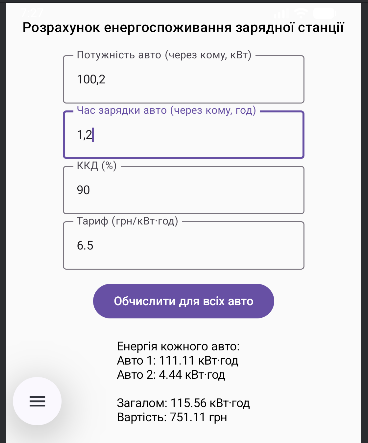 Розрахунок енергоспоживання зарядної станції
Потужність авто (через кому, кВт)
100,2
Час зарядки авто (через кому, год)
1,2
ККД (%)
90
Тариф (грн/кВт·год)
6.5
Обчислити для всіх авто
Енергія кожного авто:
Авто 1: 111.11 кВт·год
Авто 2: 4.44 кВт·год
Загалом: 115.56 кВт·год
Вартість: 751.11 грн